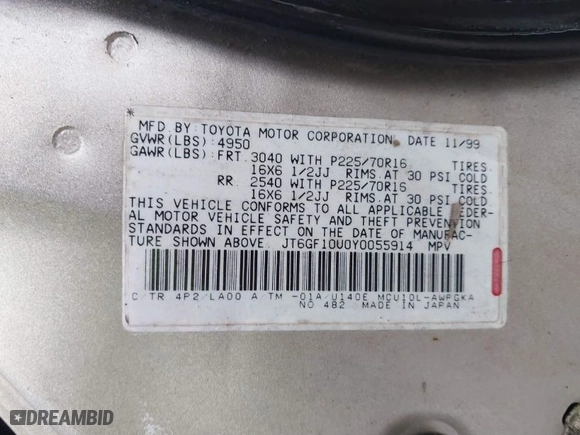 MFD.BY:TOYOTA MOTOR CORPORATION DATE 11/99
GVWR(LBS):4950
GAWR(LBS):FRT.3040 WITH P225/70R16 TIRES
16X6 1/2JJ RIMS.AT 30 PSI COLD
RR. 2540 WITH P225/70R16 TIRES
16X6 1/2JJ RIMS.AT 30 PSI COLD
THIS VEHICLE CONFORMS TO ALL APPLICABLE FEDER-
AL MOTOR VEHICLE SAFETY AND THEFT PREVENTION
STANDARDS IN EFFECT ON THE DATE OF MANUFAC-
TURE SHOWN ABOVE. JT6GF10U0Y0055914 MPV
C/TR 4P2/LA00 A/TM -01A/U140E MCU10L-AWPGKA
NO 482 MADE IN JAPAN
DREAMBID